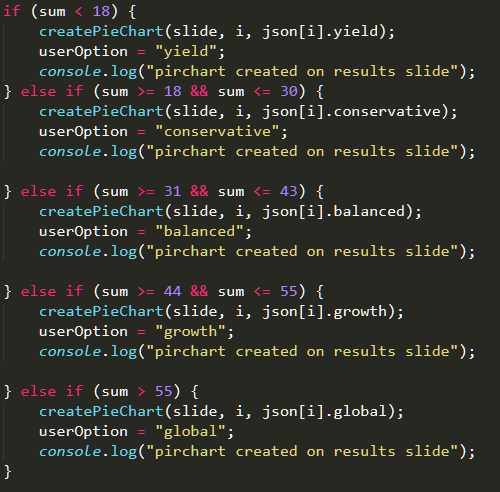 if (sum < 18) {
    createPieChart(slide, i, json[i].yield);
    userOption = "yield";
    console.log("pirchart created on results slide");
} else if (sum >= 18 && sum <= 30) {
    createPieChart(slide, i, json[i].conservative);
    userOption = "conservative";
    console.log("pirchart created on results slide");

} else if (sum >= 31 && sum <= 43) {
    createPieChart(slide, i, json[i].balanced);
    userOption = "balanced";
    console.log("pirchart created on results slide");

} else if (sum >= 44 && sum <= 55) {
    createPieChart(slide, i, json[i].growth);
    userOption = "growth";
    console.log("pirchart created on results slide");

} else if (sum > 55) {
    createPieChart(slide, i, json[i].global);
    userOption = "global";
    console.log("pirchart created on results slide");
}